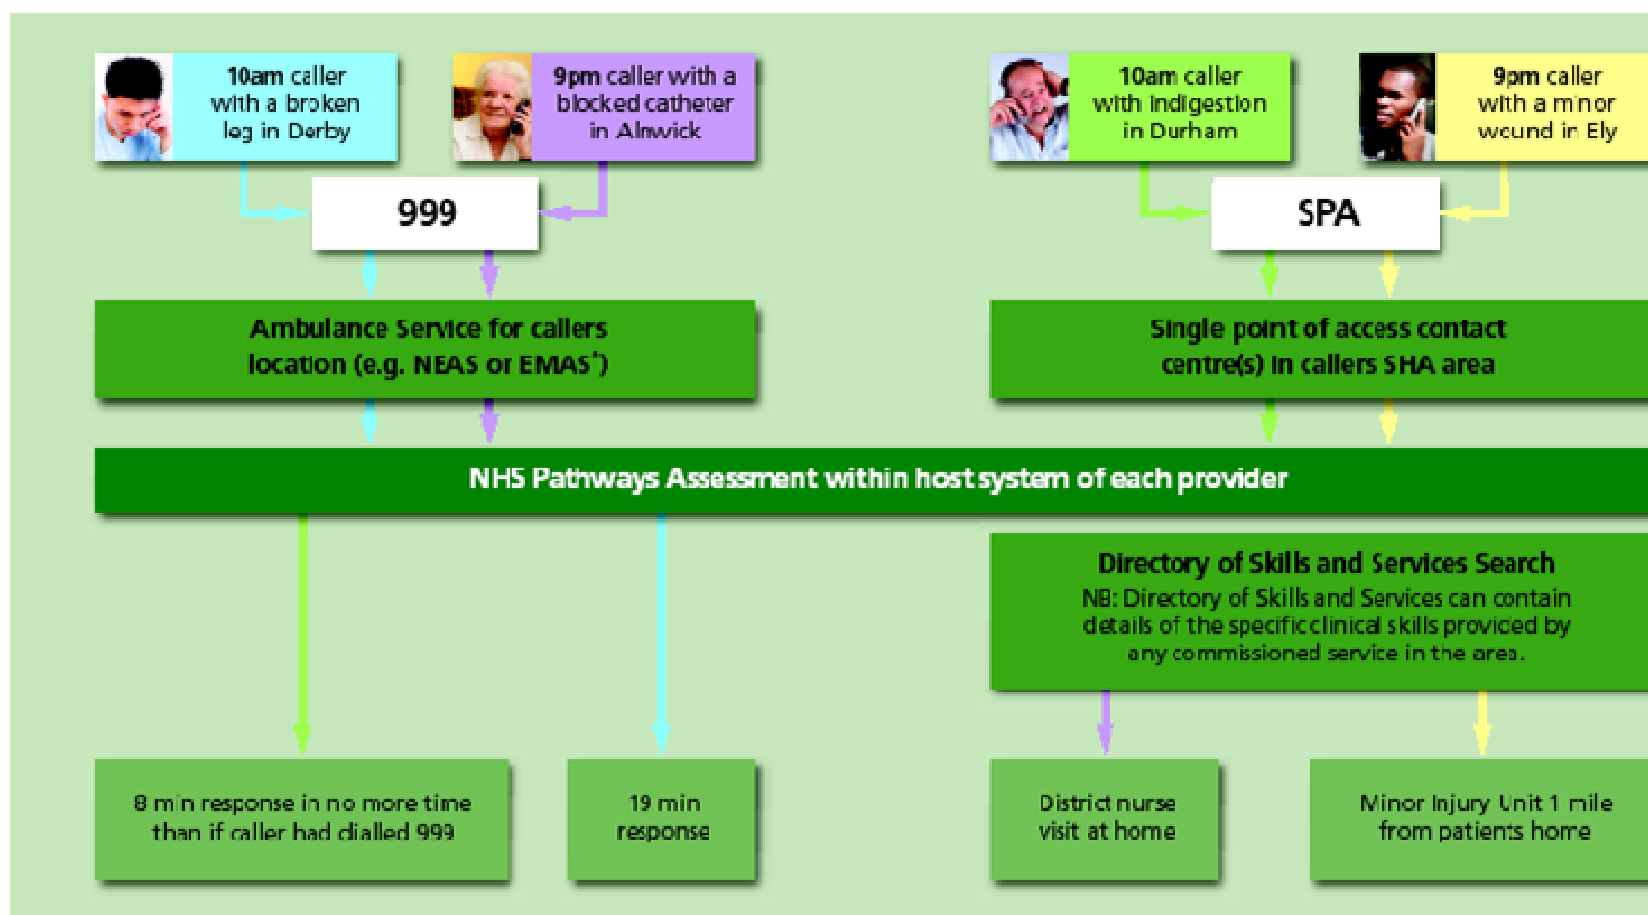 10am caller
with a broken
leg in Derby
9pm caller with a
blocked catheter
in Alnwick
10am caller
with indigestion
in Durham
9pm caller
with a minor
wound in Ely
999
SPA
Ambulance Service for callers
location (e.g. NEAS or EMAS*)
Single point of access contact
centre(s) in callers SHA area
NHS Pathways Assessment within host system of each provider
Directory of Skills and Services Search
NB: Directory of Skills and Services can contain
details of the specific clinical skills provided by
any commissioned service in the area.
8 min response in no more time
than if caller had dialled 999
19 min
response
District nurse
visit at home
Minor Injury Unit 1 mile
from patients home